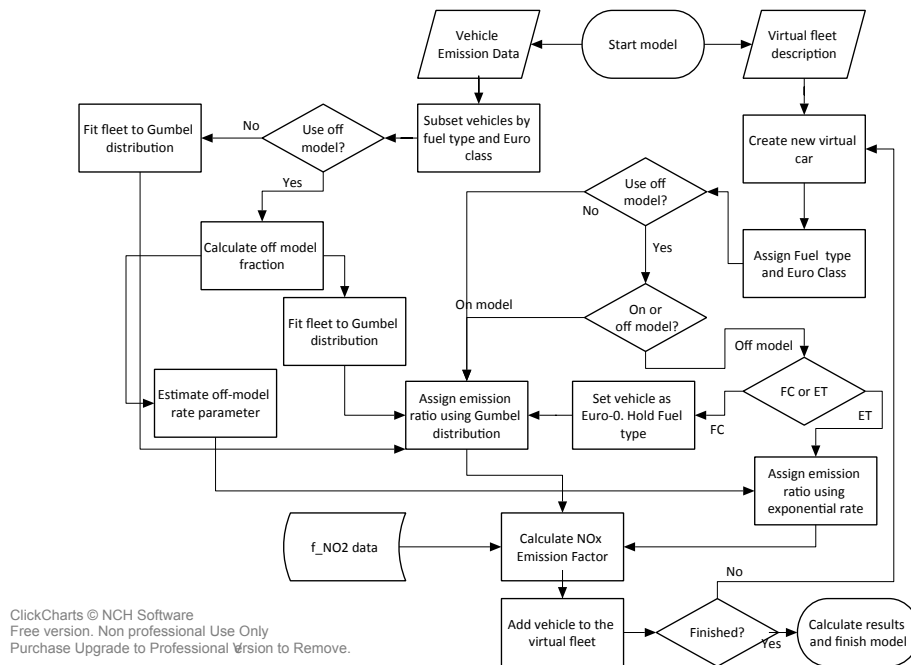 Vehicle
Emission Data
Start model
Virtual fleet
description
Fit fleet to Gumbel
distribution
No
Use off
model?
Subset vehicles by
fuel type and Euro
class
Create new virtual
car
Yes
Use off
model?
No
Calculate off model
fraction
Yes
Assign Fuel type
and Euro Class
On model
On or
off model?
Fit fleet to Gumbel
distribution
Off model
Estimate off-model
rate parameter
Assign emission
ratio using Gumbel
distribution
Set vehicle as
Euro-0. Hold Fuel
type
FC
FC or ET
ET
Assign emission
ratio using
exponential rate
f_NO2 data
Calculate NOx
Emission Factor
No
Add vehicle to the
virtual fleet
Finished?
Yes
Calculate results
and finish model
ClickCharts © NCH Software
Free version. Non professional Use Only
Purchase Upgrade to Professional Version to Remove.